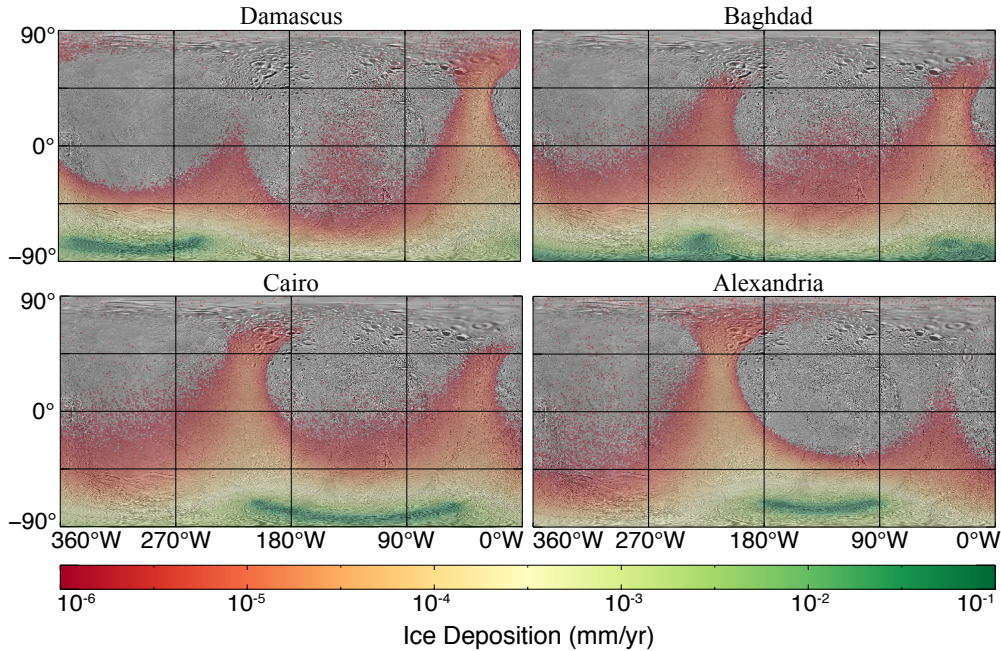 Damascus Baghdad
90°
0°
−90°
Cairo Alexandria
90°
0°
−90°
360°W 270°W 180°W 90°W 0°W 360°W 270°W 180°W 90°W 0°W
10-6 10-5 10-4 10-3 10-2 10-1
Ice Deposition (mm/yr)